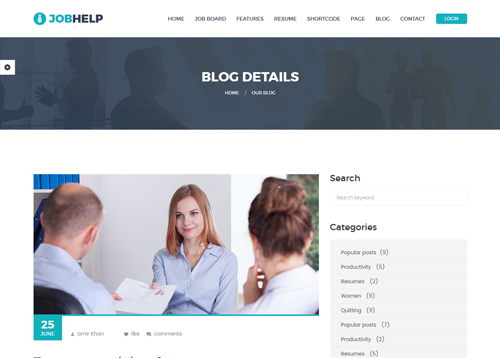 JOBHELP
HOME JOB BOARD FEATURES RESUME SHORTCODE PAGE BLOG CONTACT LOGIN
BLOG DETAILS
HOME / OUR BLOG
Search
Search keyword
Categories
Popular posts (9)
Productivity (5)
Resumes (2)
Women (9)
Quitting (9)
Popular posts (7)
Productivity (2)
Resumes (5)
25
JUNE
amir Khan like comments